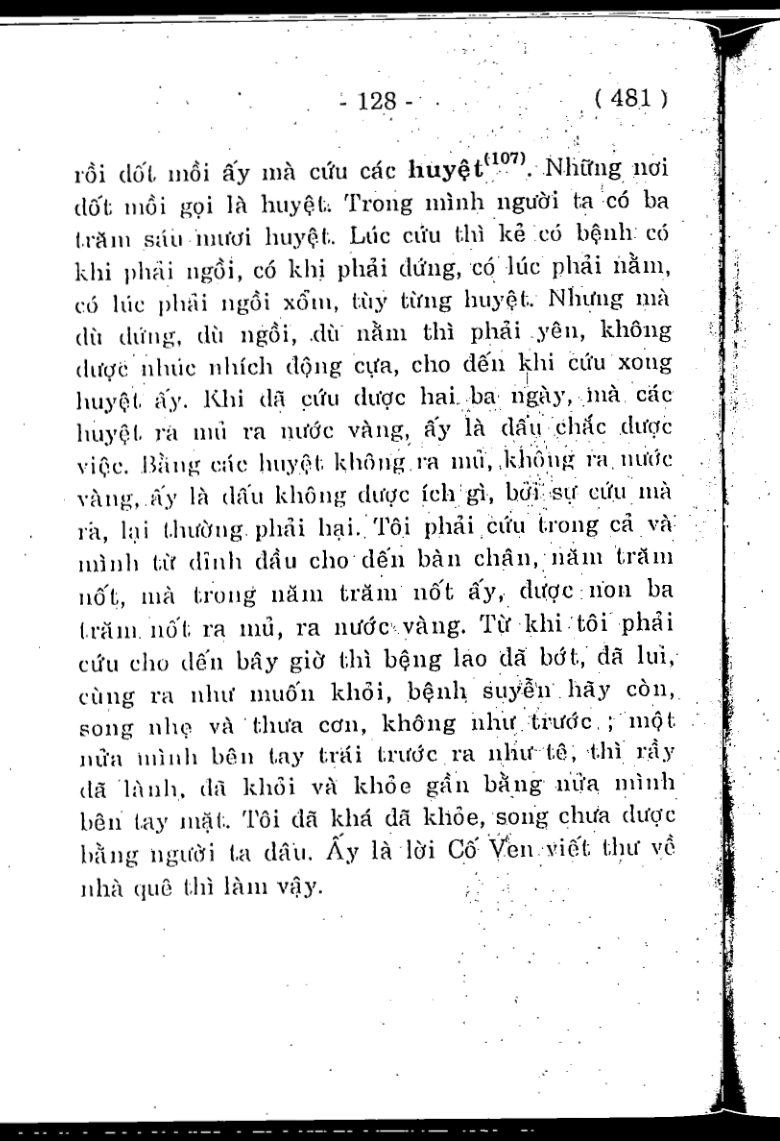 - 128 - ( 481 )
rồi đốt mồi ấy mà cứu các huyệt(107). Những nơi
đốt mồi gọi là huyệt. Trong mình người ta có ba
trăm sáu mươi huyệt. Lúc cứu thì kẻ có bệnh có
khi phải ngồi, có khi phải đứng, có lúc phải nằm,
có lúc phải ngồi xổm, tùy từng huyệt. Nhưng mà
dù đứng, dù ngồi, dù nằm thì phải yên, không
được nhúc nhích động cựa, cho đến khi cứu xong
huyệt ấy. Khi đã cứu được hai ba ngày, mà các
huyệt ra mủ ra nước vàng, ấy là dấu chắc được
việc. Bằng các huyệt không ra mủ, không ra nước
vàng, ấy là dấu không được ích gì, bởi sự cứu mà
ra, lại thường phải hại. Tôi phải cứu trong cả và
mình từ đỉnh đầu cho đến bàn chân, năm trăm
nốt, mà trong năm trăm nốt ấy, được non ba
trăm nốt ra mủ, ra nước vàng. Từ khi tôi phải
cứu cho đến bây giờ thì bệng lao đã bớt, đã lui,
cùng ra như muốn khỏi, bệnh suyễn hãy còn,
song nhẹ và thưa cơn, không như trước ; một
nửa mình bên tay trái trước ra như tê, thì rầy
đã lành, đã khỏi và khỏe gần bằng nửa mình
bên tay mặt. Tôi đã khá đã khỏe, song chưa được
bằng người ta đâu. Ấy là lời Cố Ven viết thư về
nhà quê thì làm vậy.